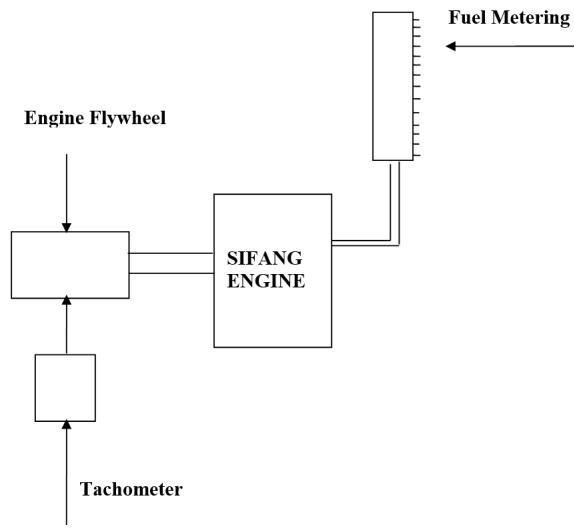 Fuel Metering
Engine Flywheel
SIFANG
ENGINE
Tachometer